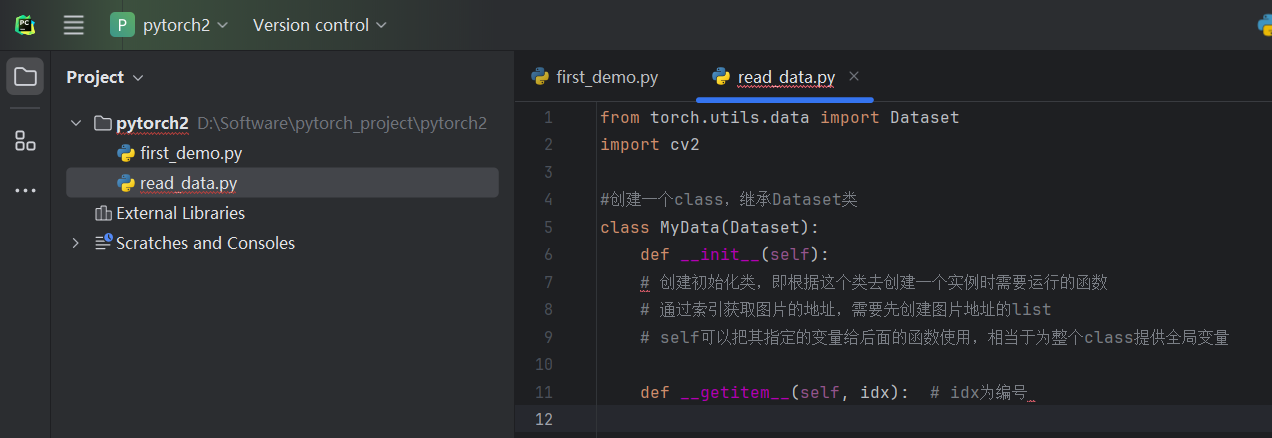 PC
P pytorch2 Version control
Project
pytorch2 D:\Software\pytorch_project\pytorch2
first_demo.py
read_data.py
External Libraries
Scratches and Consoles
first_demo.py read_data.py ×
1 from torch.utils.data import Dataset
2 import cv2
3
4 #创建一个class，继承Dataset类
5 class MyData(Dataset):
6 def __init__(self):
7 # 创建初始化类，即根据这个类去创建一个实例时需要运行的函数
8 # 通过索引获取图片的地址，需要先创建图片地址的list
9 # self可以把其指定的变量给后面的函数使用，相当于为整个class提供全局变量
10
11 def __getitem__(self, idx): # idx为编号
12